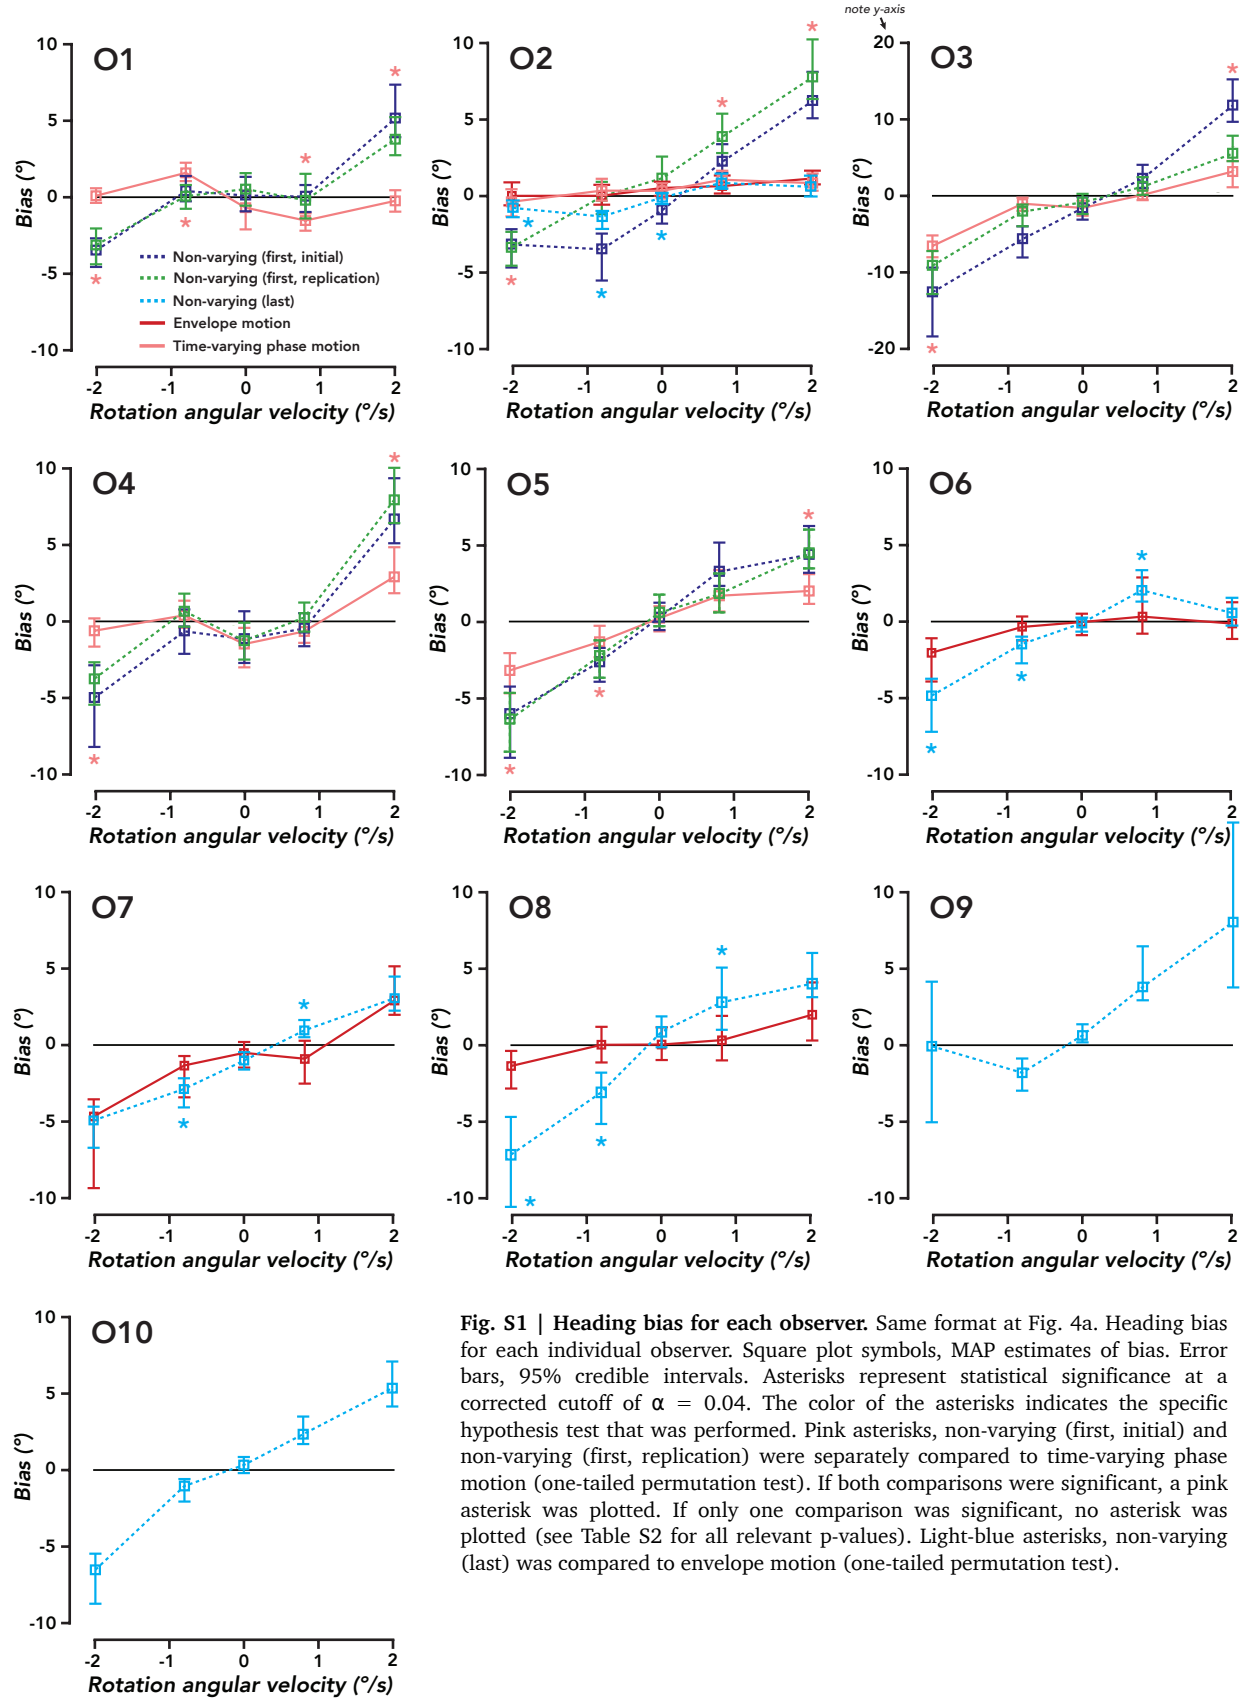 note y-axis
O1
10
5
0
-5
-10
Bias (°)
Non-varying (first, initial)
Non-varying (first, replication)
Non-varying (last)
Envelope motion
Time-varying phase motion
* * * *
-2 -1 0 1 2
Rotation angular velocity (°/s)
O2
10
5
0
-5
-10
Bias (°)
* * * * * *
-2 -1 0 1 2
Rotation angular velocity (°/s)
O3
20
10
0
-10
-20
Bias (°)
* *
-2 -1 0 1 2
Rotation angular velocity (°/s)
O4
10
5
0
-5
-10
Bias (°)
* *
-2 -1 0 1 2
Rotation angular velocity (°/s)
O5
10
5
0
-5
-10
Bias (°)
* * *
-2 -1 0 1 2
Rotation angular velocity (°/s)
O6
10
5
0
-5
-10
Bias (°)
* * *
-2 -1 0 1 2
Rotation angular velocity (°/s)
O7
10
5
0
-5
-10
Bias (°)
* *
-2 -1 0 1 2
Rotation angular velocity (°/s)
O8
10
5
0
-5
-10
Bias (°)
* * *
-2 -1 0 1 2
Rotation angular velocity (°/s)
O9
10
5
0
-5
-10
Bias (°)
-2 -1 0 1 2
Rotation angular velocity (°/s)
O10
10
5
0
-5
-10
Bias (°)
-2 -1 0 1 2
Rotation angular velocity (°/s)
Fig. S1 | Heading bias for each observer. Same format at Fig. 4a. Heading bias
for each individual observer. Square plot symbols, MAP estimates of bias. Error
bars, 95% credible intervals. Asterisks represent statistical significance at a
corrected cutoff of α = 0.04. The color of the asterisks indicates the specific
hypothesis test that was performed. Pink asterisks, non-varying (first, initial) and
non-varying (first, replication) were separately compared to time-varying phase
motion (one-tailed permutation test). If both comparisons were significant, a pink
asterisk was plotted. If only one comparison was significant, no asterisk was
plotted (see Table S2 for all relevant p-values). Light-blue asterisks, non-varying
(last) was compared to envelope motion (one-tailed permutation test).